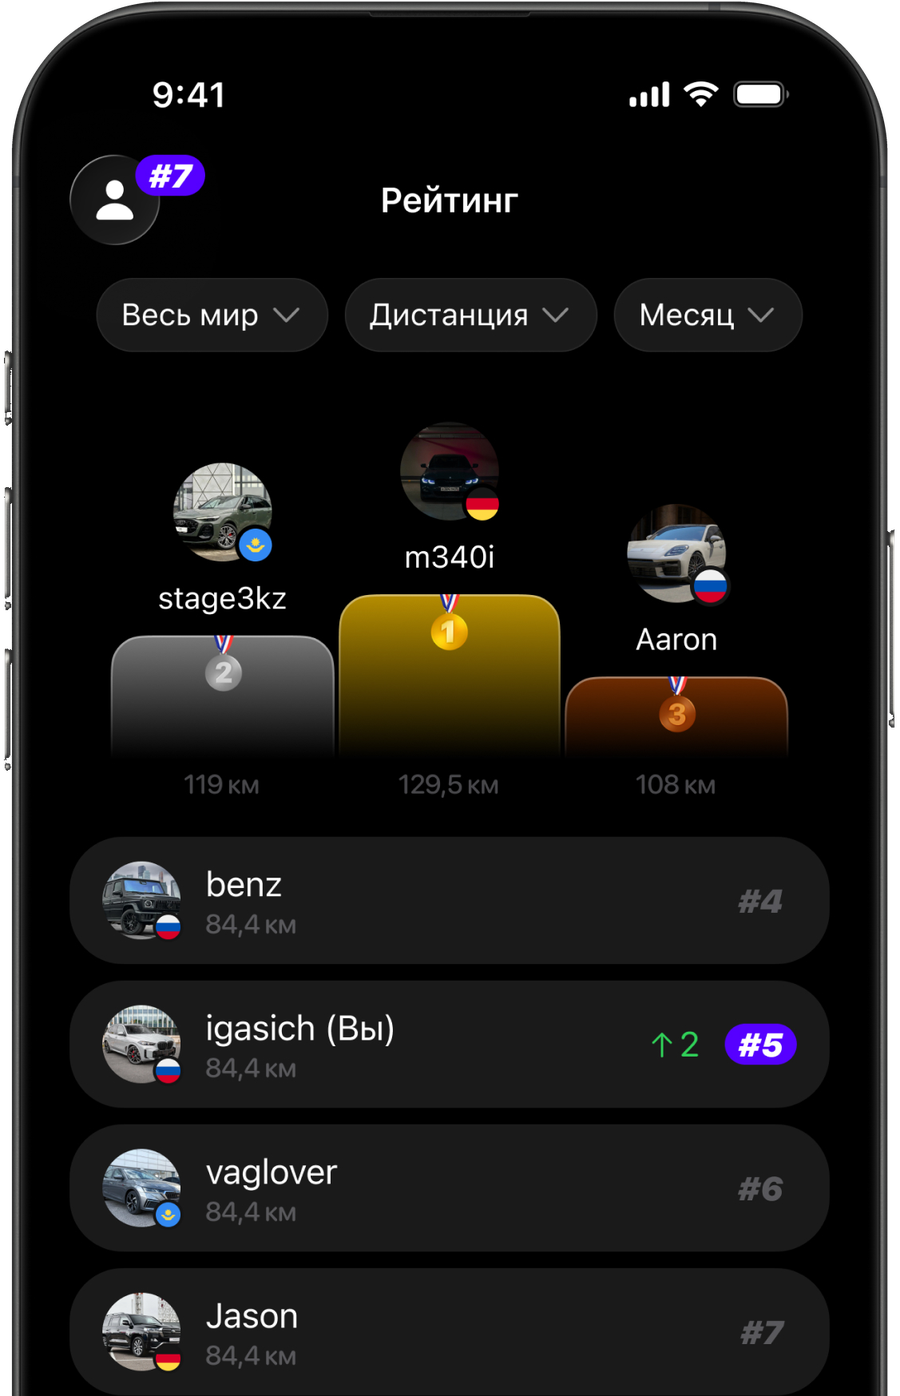 9:41
#7
Рейтинг
Весь мир
Дистанция
Месяц
m340i
stage3kz
Aaron
1
2
3
119 км
129,5 км
108 км
benz
84,4 км
#4
igasich (Вы)
84,4 км
↑2
#5
vaglover
84,4 км
#6
Jason
84,4 км
#7